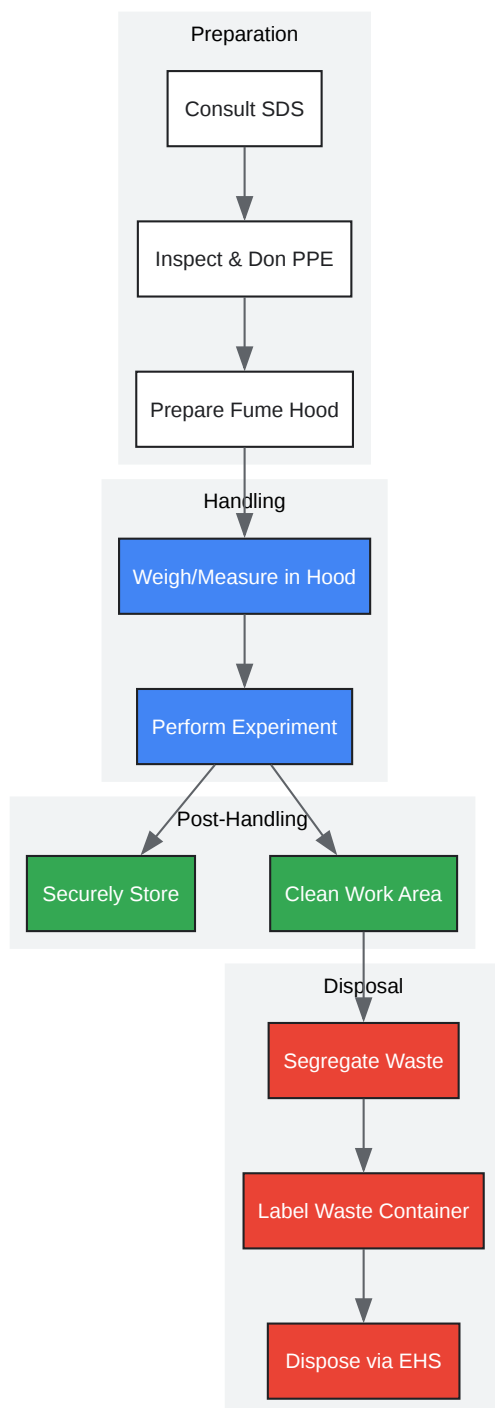 Preparation
Consult SDS
Inspect & Don PPE
Prepare Fume Hood
Handling
Weigh/Measure in Hood
Perform Experiment
Post-Handling
Securely Store
Clean Work Area
Disposal
Segregate Waste
Label Waste Container
Dispose via EHS